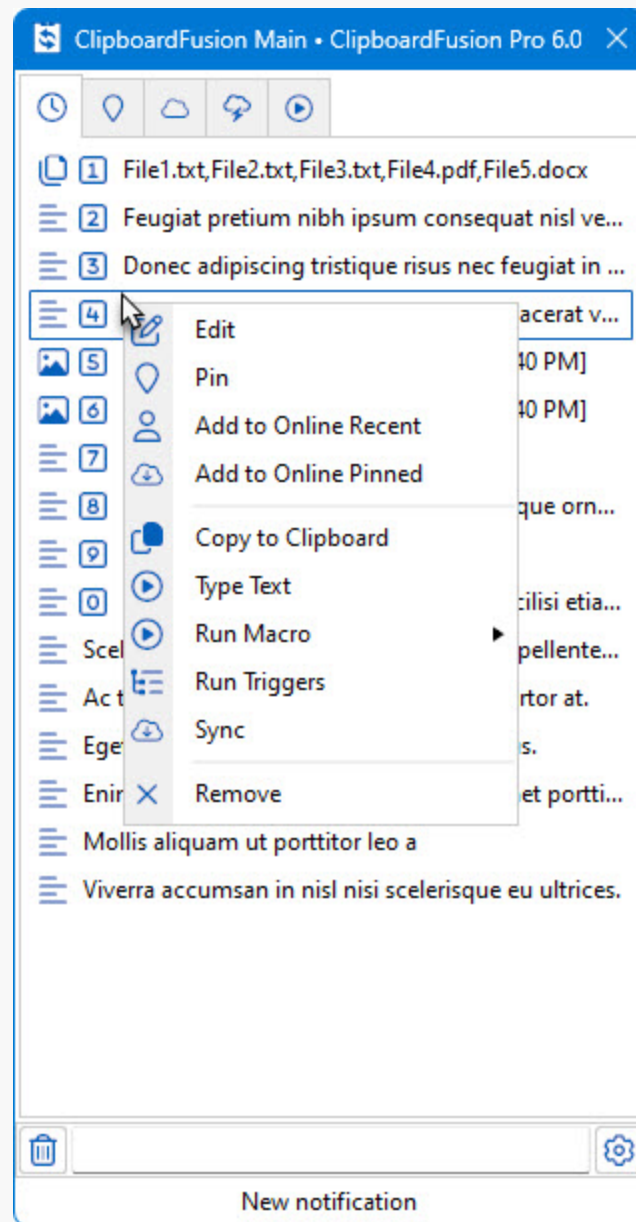 ClipboardFusion Main • ClipboardFusion Pro 6.0
1 File1.txt,File2.txt,File3.txt,File4.pdf,File5.docx
2 Feugiat pretium nibh ipsum consequat nisl ve...
3 Donec adipiscing tristique risus nec feugiat in ...
4 acerat v...
Edit
5 40 PM]
Pin
6 40 PM]
Add to Online Recent
7
Add to Online Pinned
8 que orn...
Copy to Clipboard
9
Type Text
0 cilisi etia...
Run Macro
Scel pellente...
Run Triggers
Ac t rtor at.
Sync
Eget s.
Remove
Enir et portti...
Mollis aliquam ut porttitor leo a
Viverra accumsan in nisl nisi scelerisque eu ultrices.
New notification